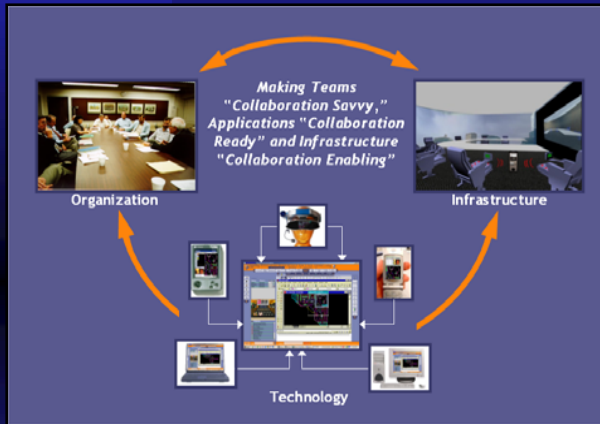 Making Teams
"Collaboration Savvy,"
Applications "Collaboration
Ready" and Infrastructure
"Collaboration Enabling"
Organization
Infrastructure
Technology